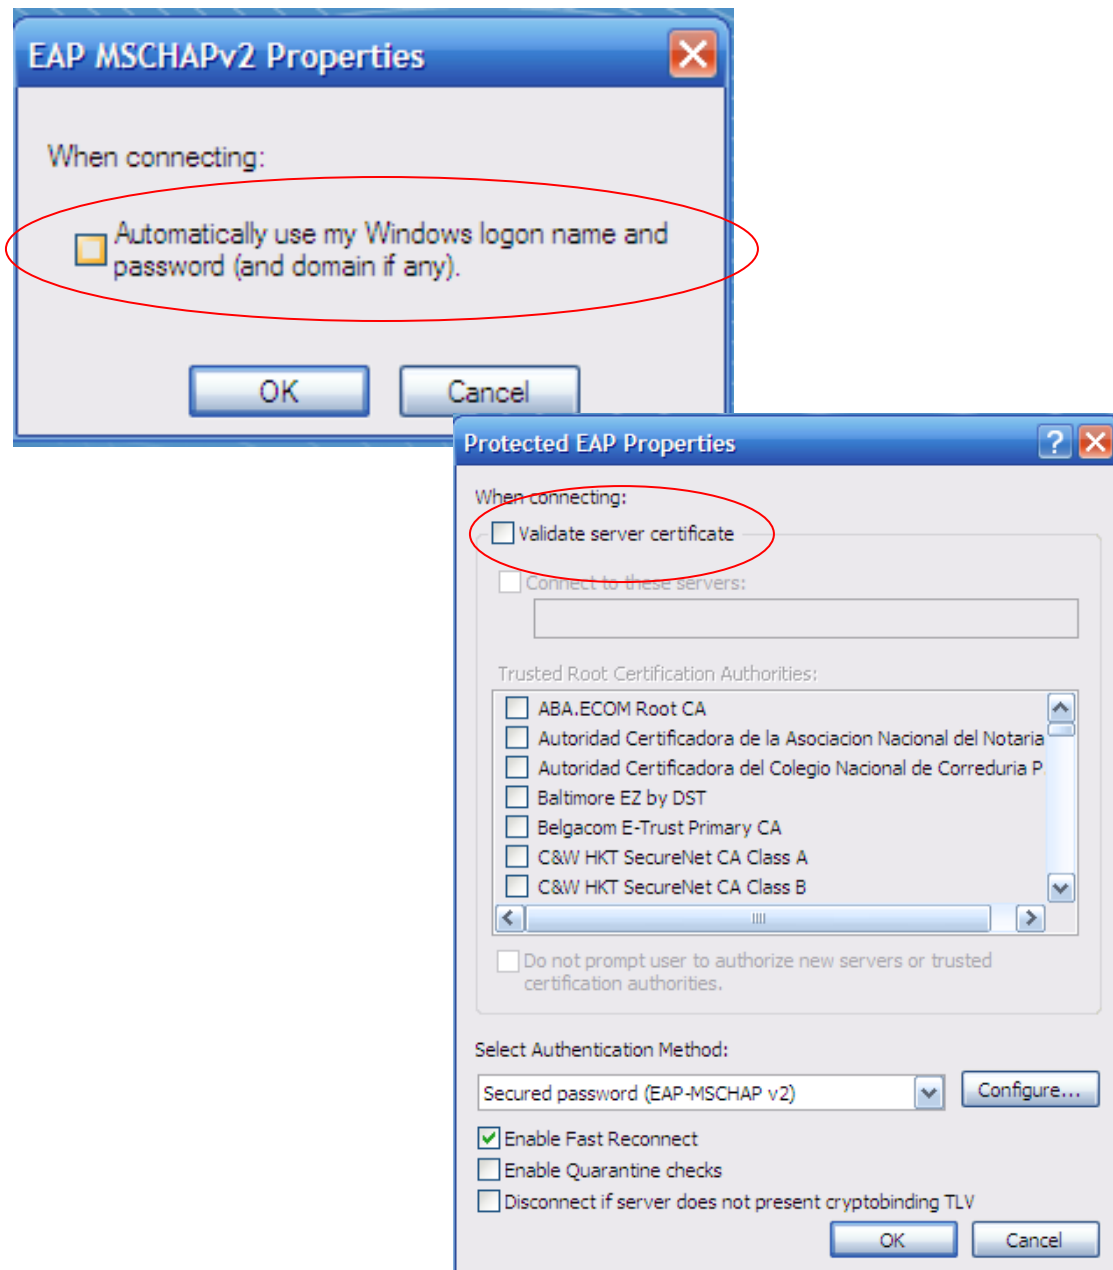 EAP MSCHAPv2 Properties
When connecting:
Automatically use my Windows logon name and
password (and domain if any).
OK
Cancel
Protected EAP Properties
When connecting:
Validate server certificate
Connect to these servers:
Trusted Root Certification Authorities:
ABA.ECOM Root CA
Autoridad Certificadora de la Asociacion Nacional del Notaria
Autoridad Certificadora del Colegio Nacional de Correduria P
Baltimore EZ by DST
Belgacom E-Trust Primary CA
C&W HKT SecureNet CA Class A
C&W HKT SecureNet CA Class B
Do not prompt user to authorize new servers or trusted
certification authorities.
Select Authentication Method:
Secured password (EAP-MSCHAP v2)
Configure...
Enable Fast Reconnect
Enable Quarantine checks
Disconnect if server does not present cryptobinding TLV
OK
Cancel